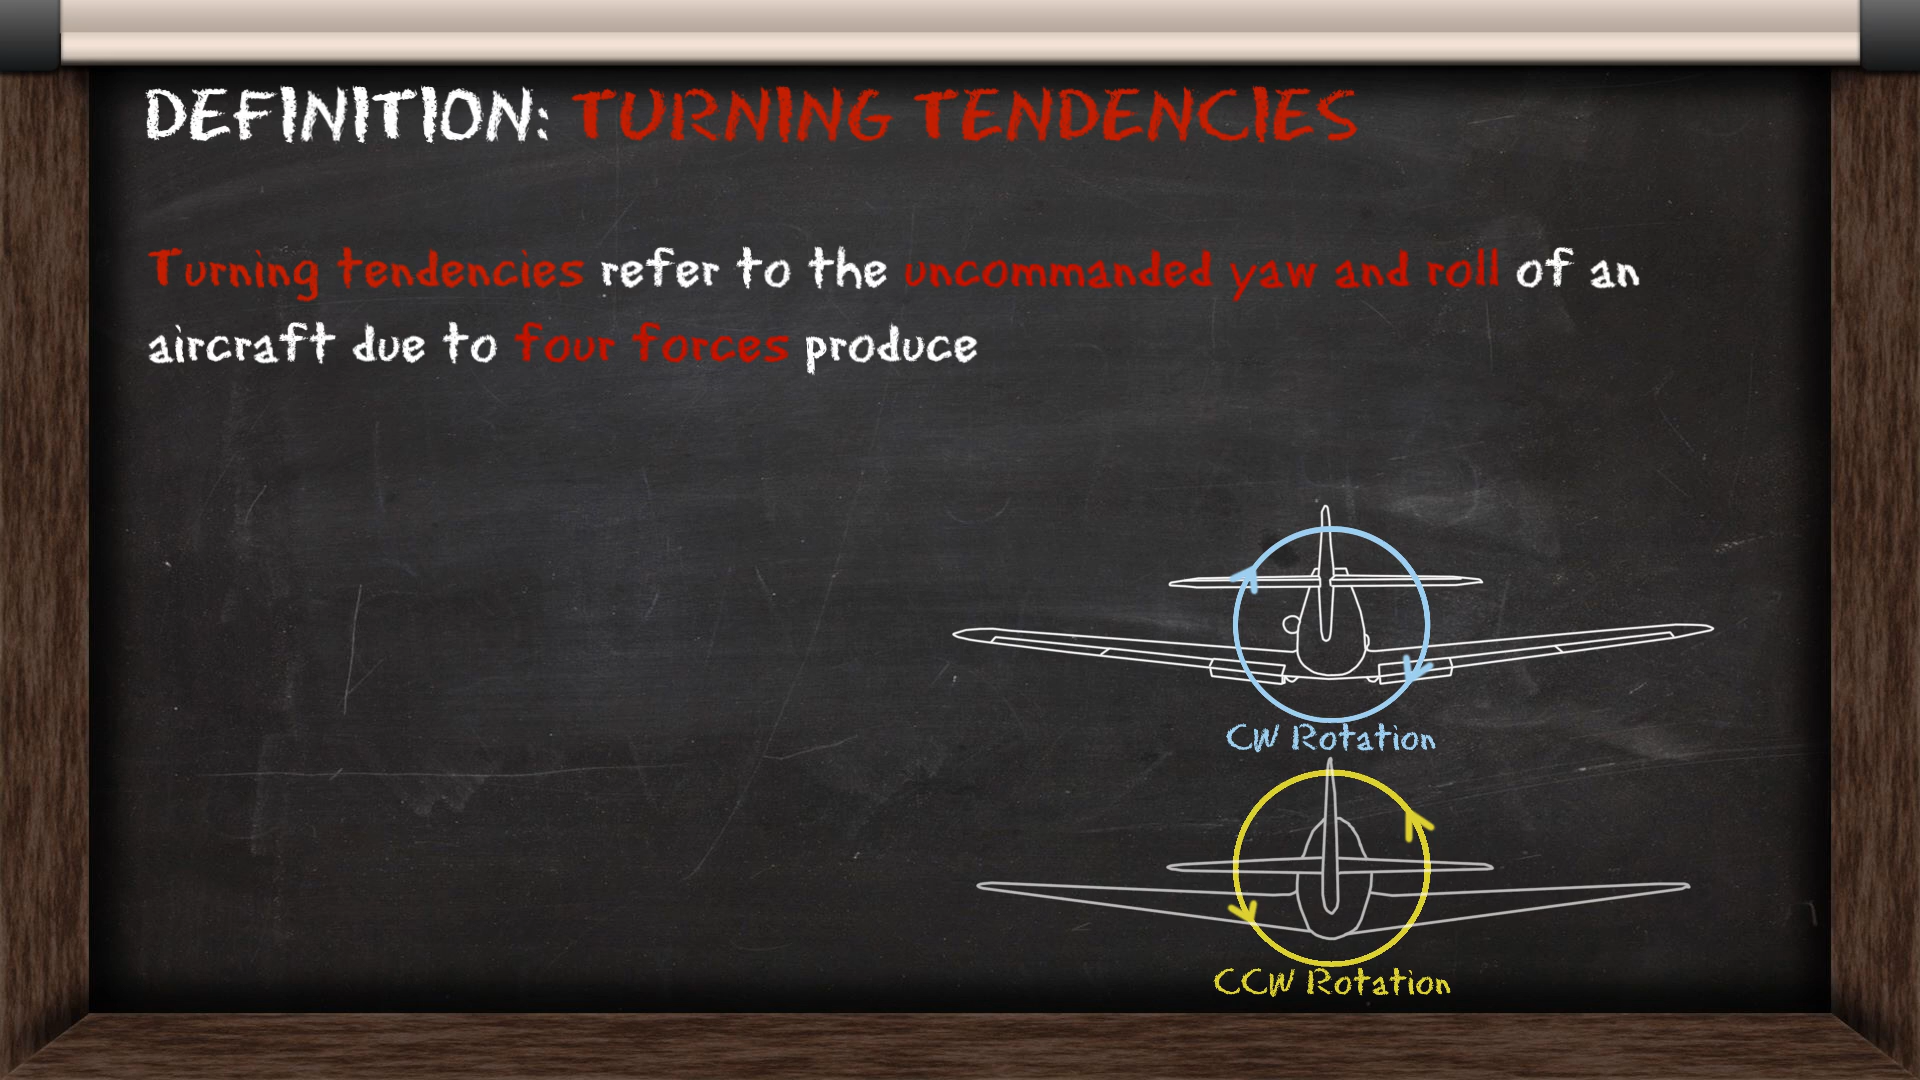 DEFINITION: TURNING TENDENCIES
Turning tendencies refer to the uncommanded yaw and roll of an
aircraft due to four forces produce
CW Rotation
CCW Rotation